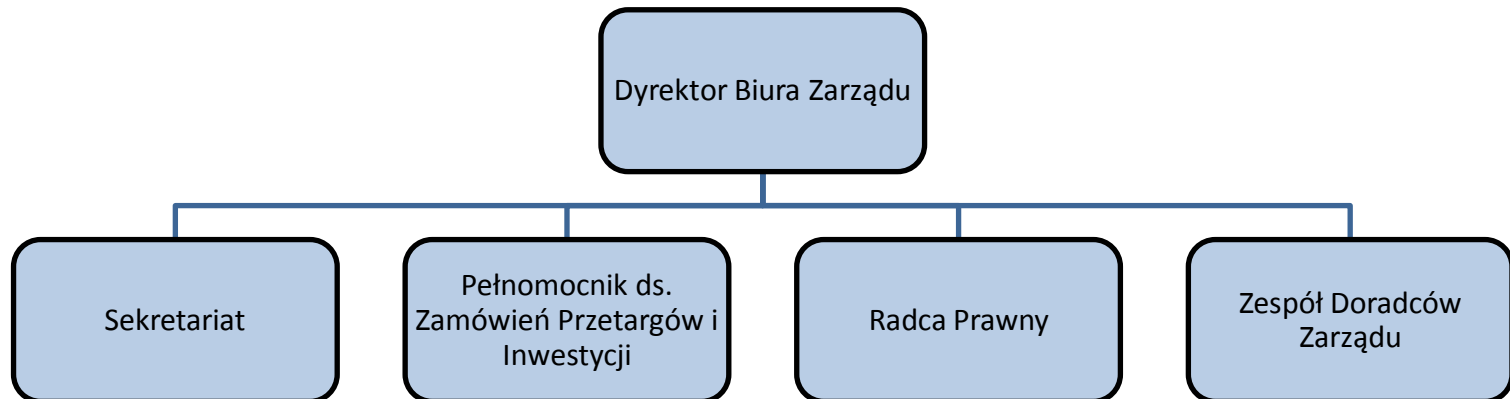 Dyrektor Biura Zarządu
Sekretariat
Pełnomocnik ds.
Zamówień Przetargów i
Inwestycji
Radca Prawny
Zespół Doradców
Zarządu